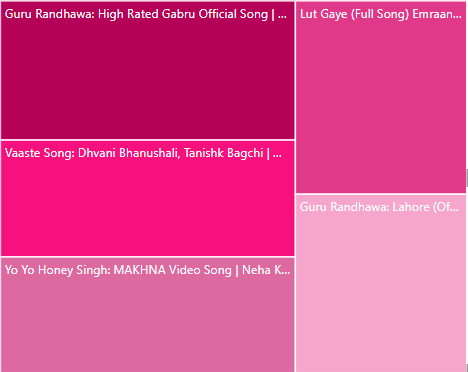 Guru Randhawa: High Rated Gabru Official Song | ...
Vaaste Song: Dhvani Bhanushali, Tanishk Bagchi | ...
Yo Yo Honey Singh: MAKHNA Video Song | Neha K...
Lut Gaye (Full Song) Emraan...
Guru Randhawa: Lahore (Of...